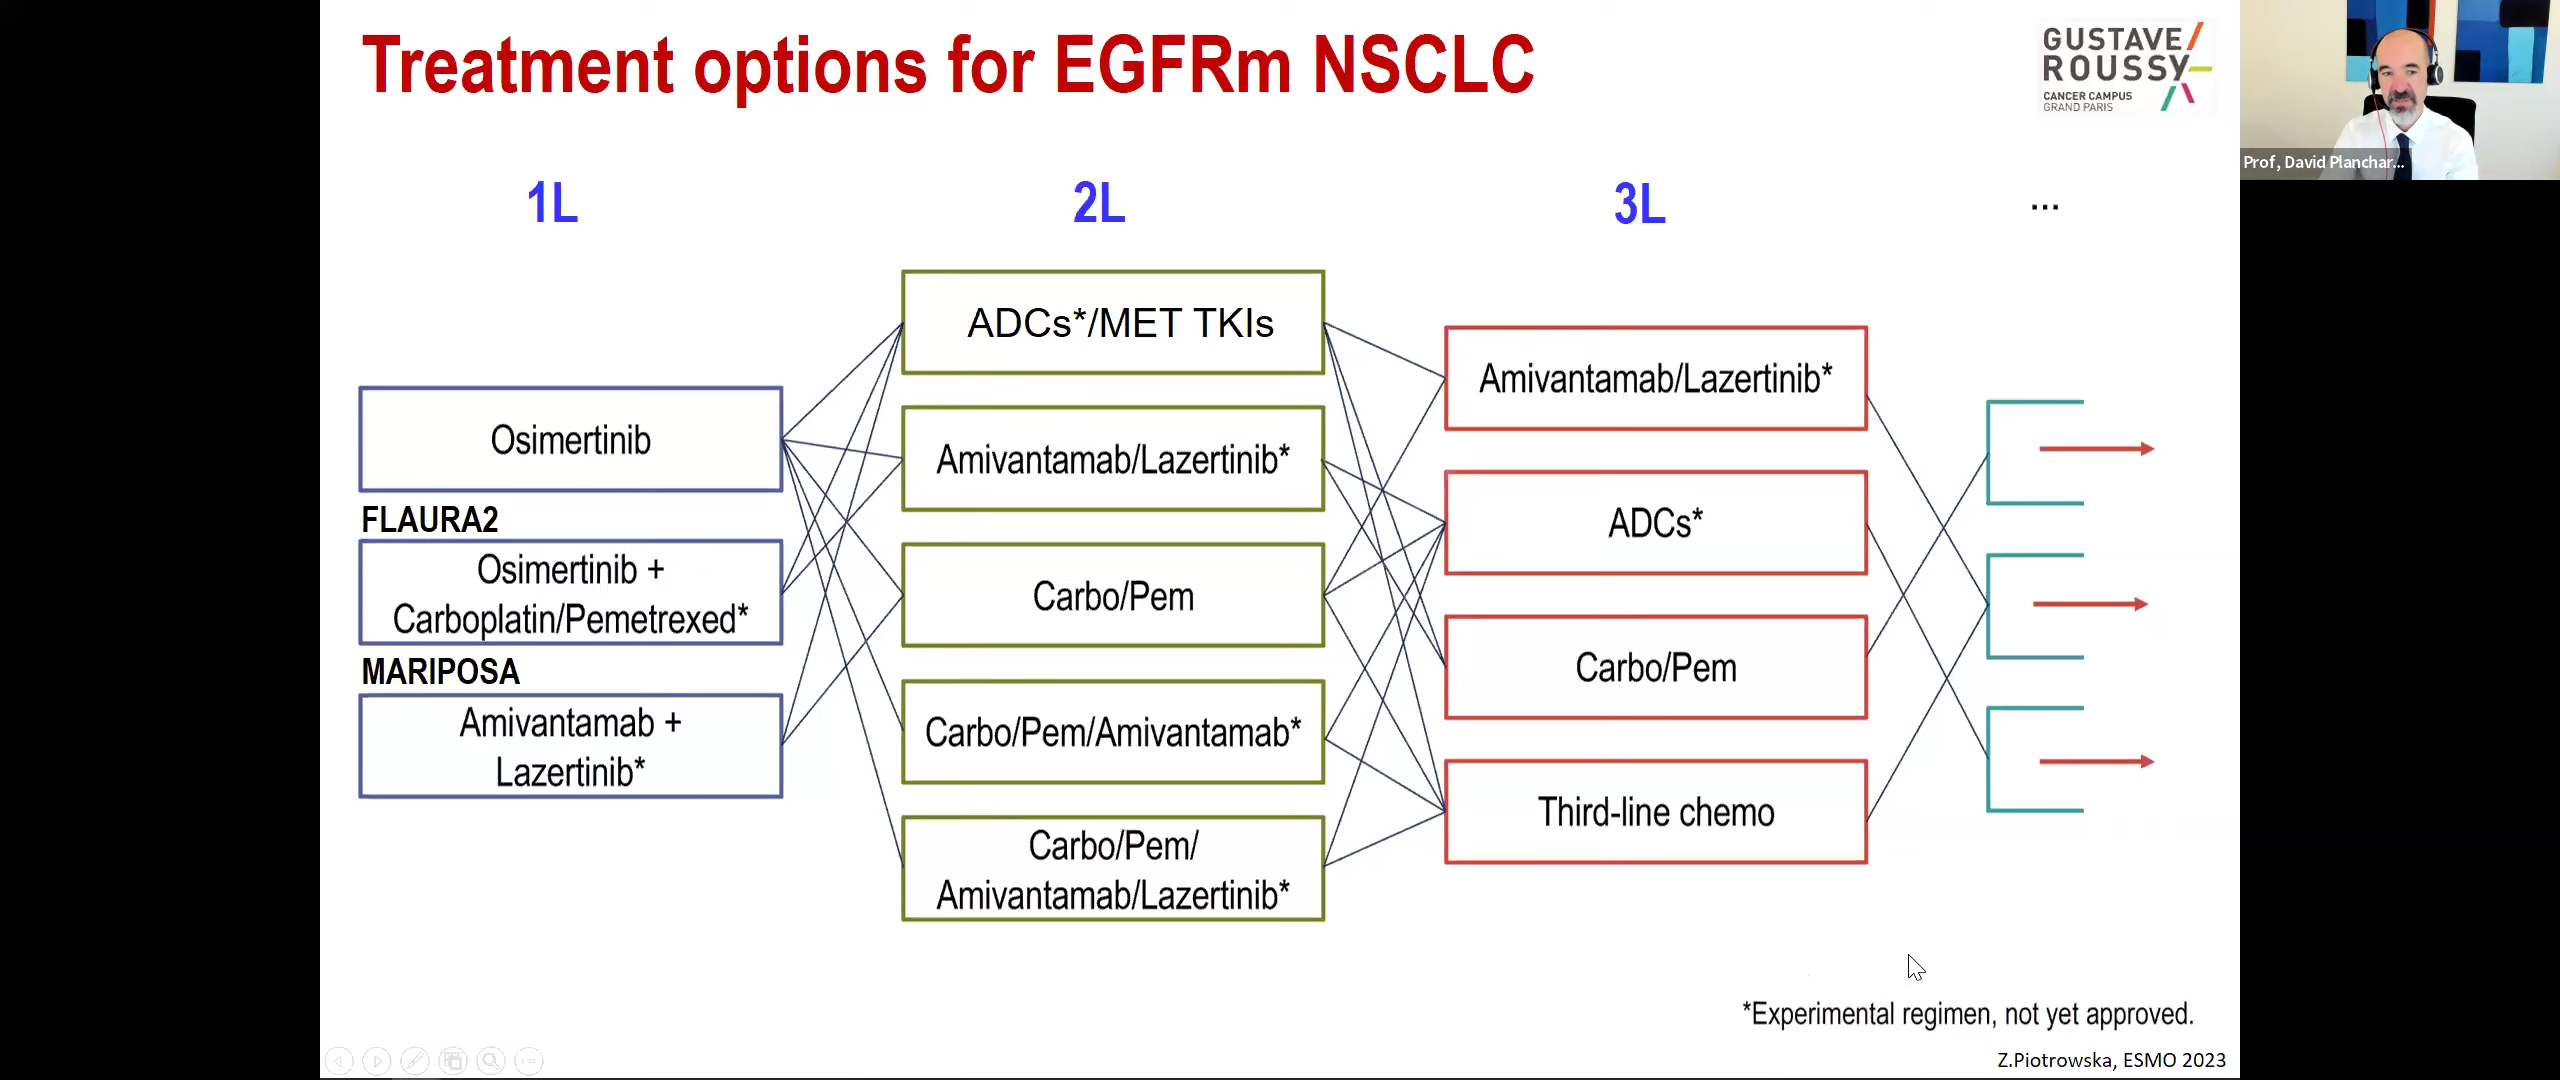 Treatment options for EGFRm NSCLC
GUSTAVE
ROUSSY
CANCER CAMPUS
GRAND PARIS
Prof, David Planchar...
1L
2L
3L
...
Osimertinib
FLAURA2
Osimertinib +
Carboplatin/Pemetrexed*
MARIPOSA
Amivantamab +
Lazertinib*
ADCs*/MET TKIs
Amivantamab/Lazertinib*
Carbo/Pem
Carbo/Pem/Amivantamab*
Carbo/Pem/
Amivantamab/Lazertinib*
Amivantamab/Lazertinib*
ADCs*
Carbo/Pem
Third-line chemo
*Experimental regimen, not yet approved.
Z.Piotrowska, ESMO 2023